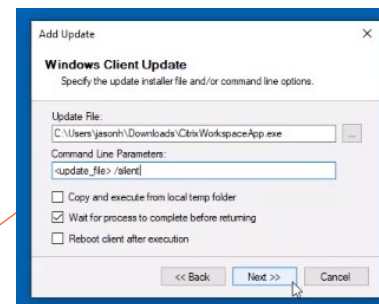 Add Update
Windows Client Update
Specify the update installer file and/or command line options.
Update File:
C:\Users\jasonh\Downloads\CitrixWorkspaceApp.exe
...
Command Line Parameters:
<update_file> /silent
Copy and execute from local temp folder
Wait for process to complete before returning
Reboot client after execution
<< Back
Next >>
Cancel